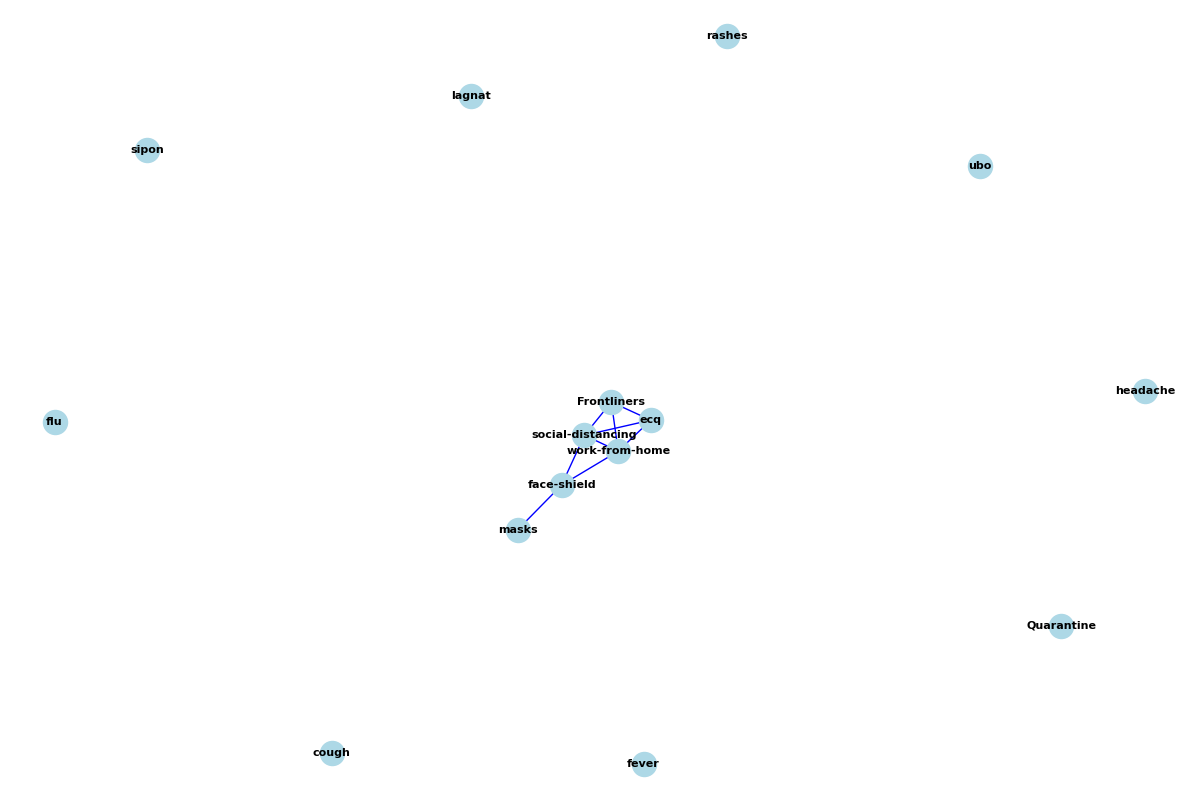 rashes
lagnat
sipon
ubo
headache
Frontliners
ecq
flu
social-distancing
work-from-home
face-shield
masks
Quarantine
cough
fever